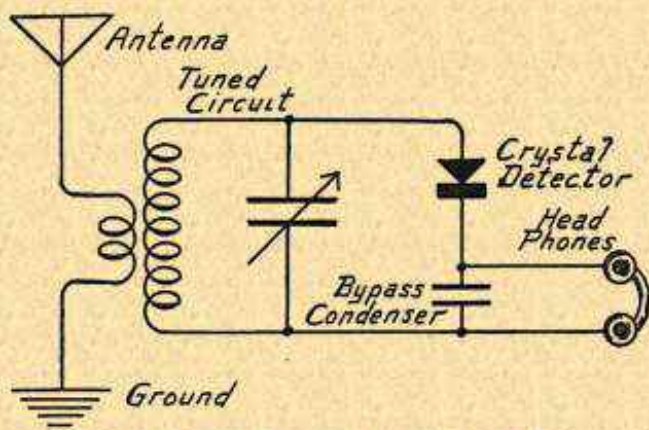 Antenna
Tuned
Circuit
Crystal
Detector
Head
Phones
Bypass
Condenser
Ground